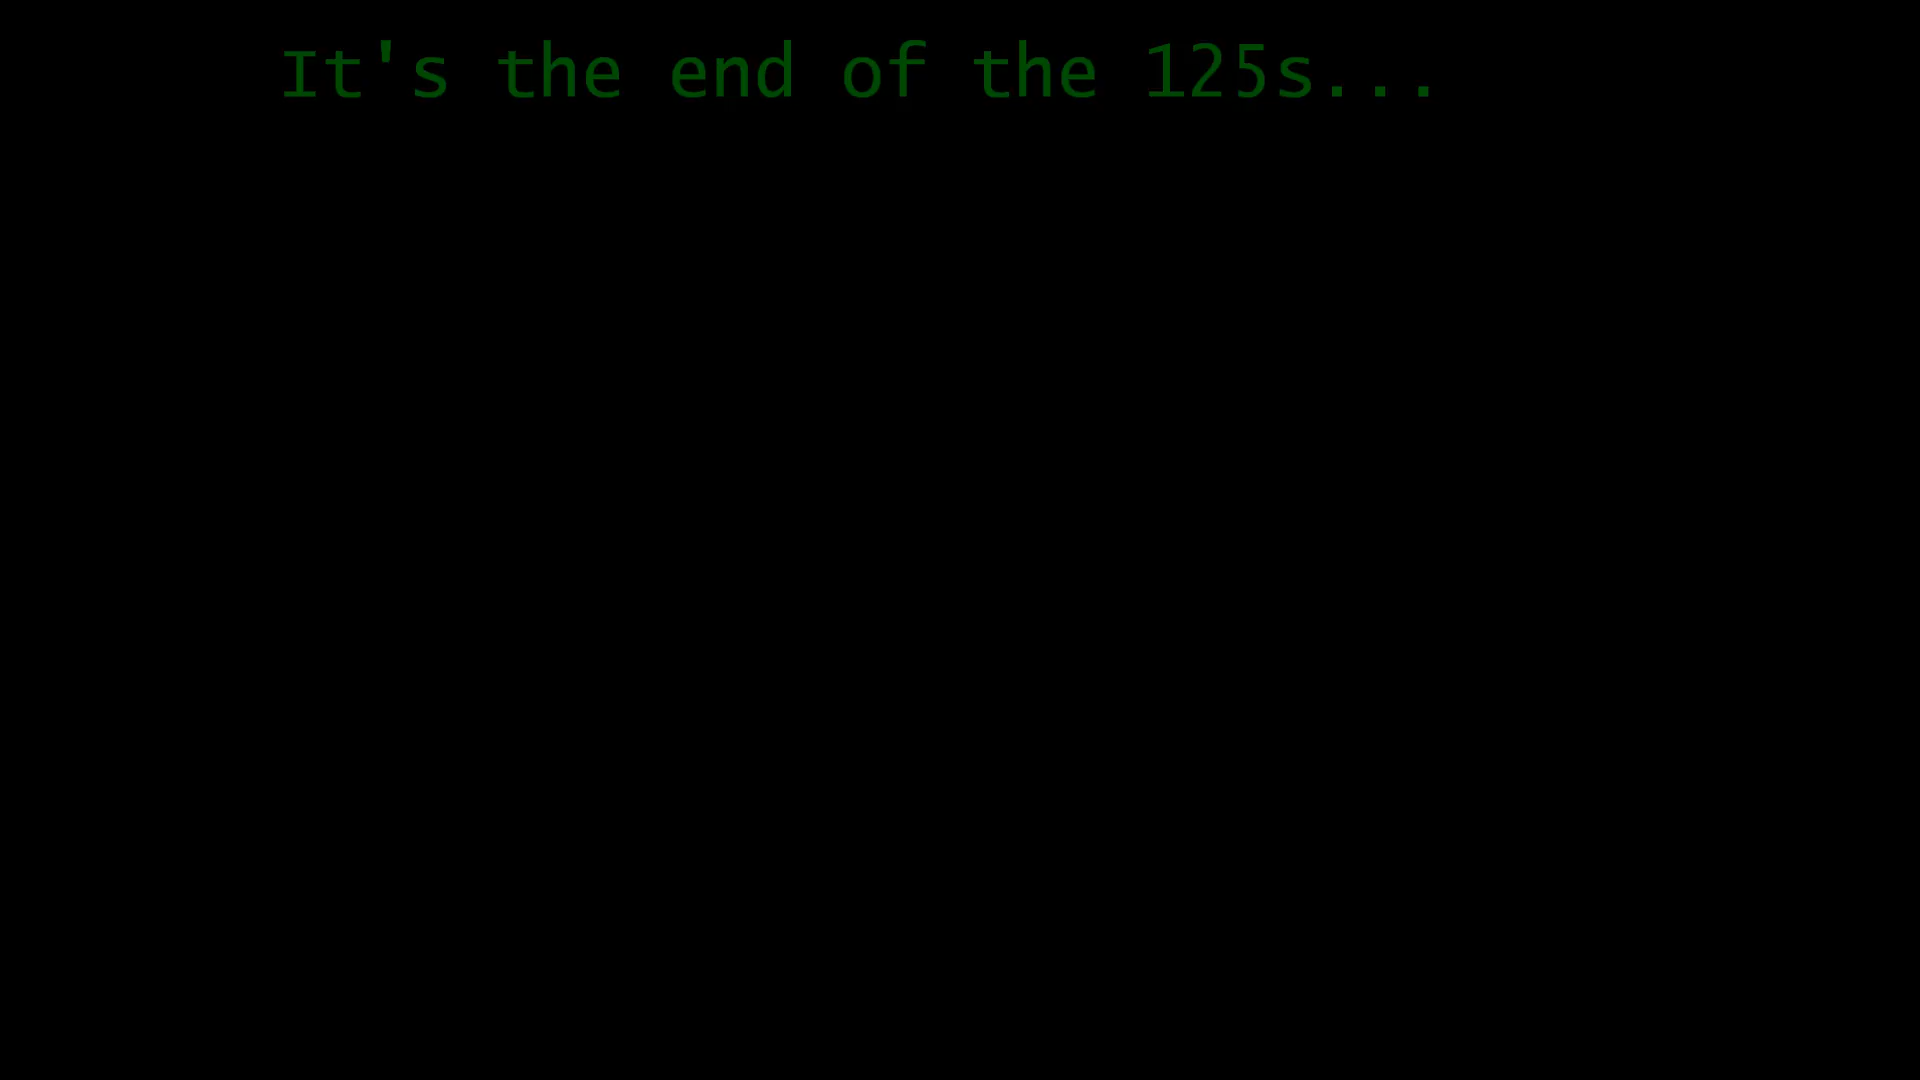 It's the end of the 125s...